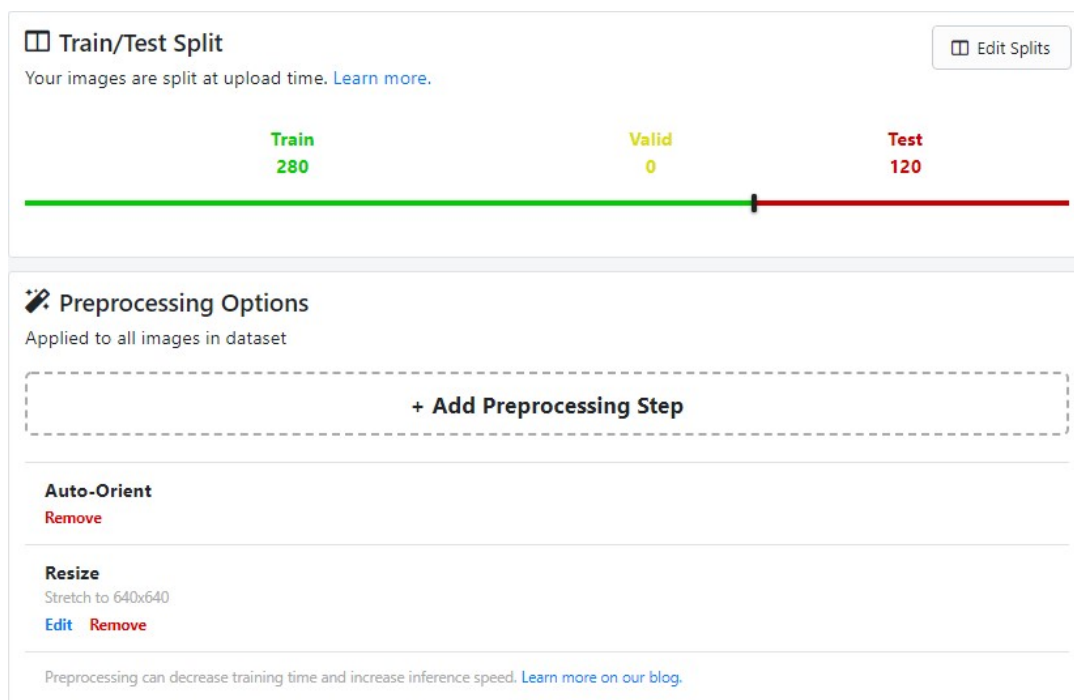 Train/Test Split
Edit Splits
Your images are split at upload time. Learn more.
Train
Valid
Test
280
0
120
Preprocessing Options
Applied to all images in dataset
+ Add Preprocessing Step
Auto-Orient
Remove
Resize
Stretch to 640x640
Edit Remove
Preprocessing can decrease training time and increase inference speed. Learn more on our blog.